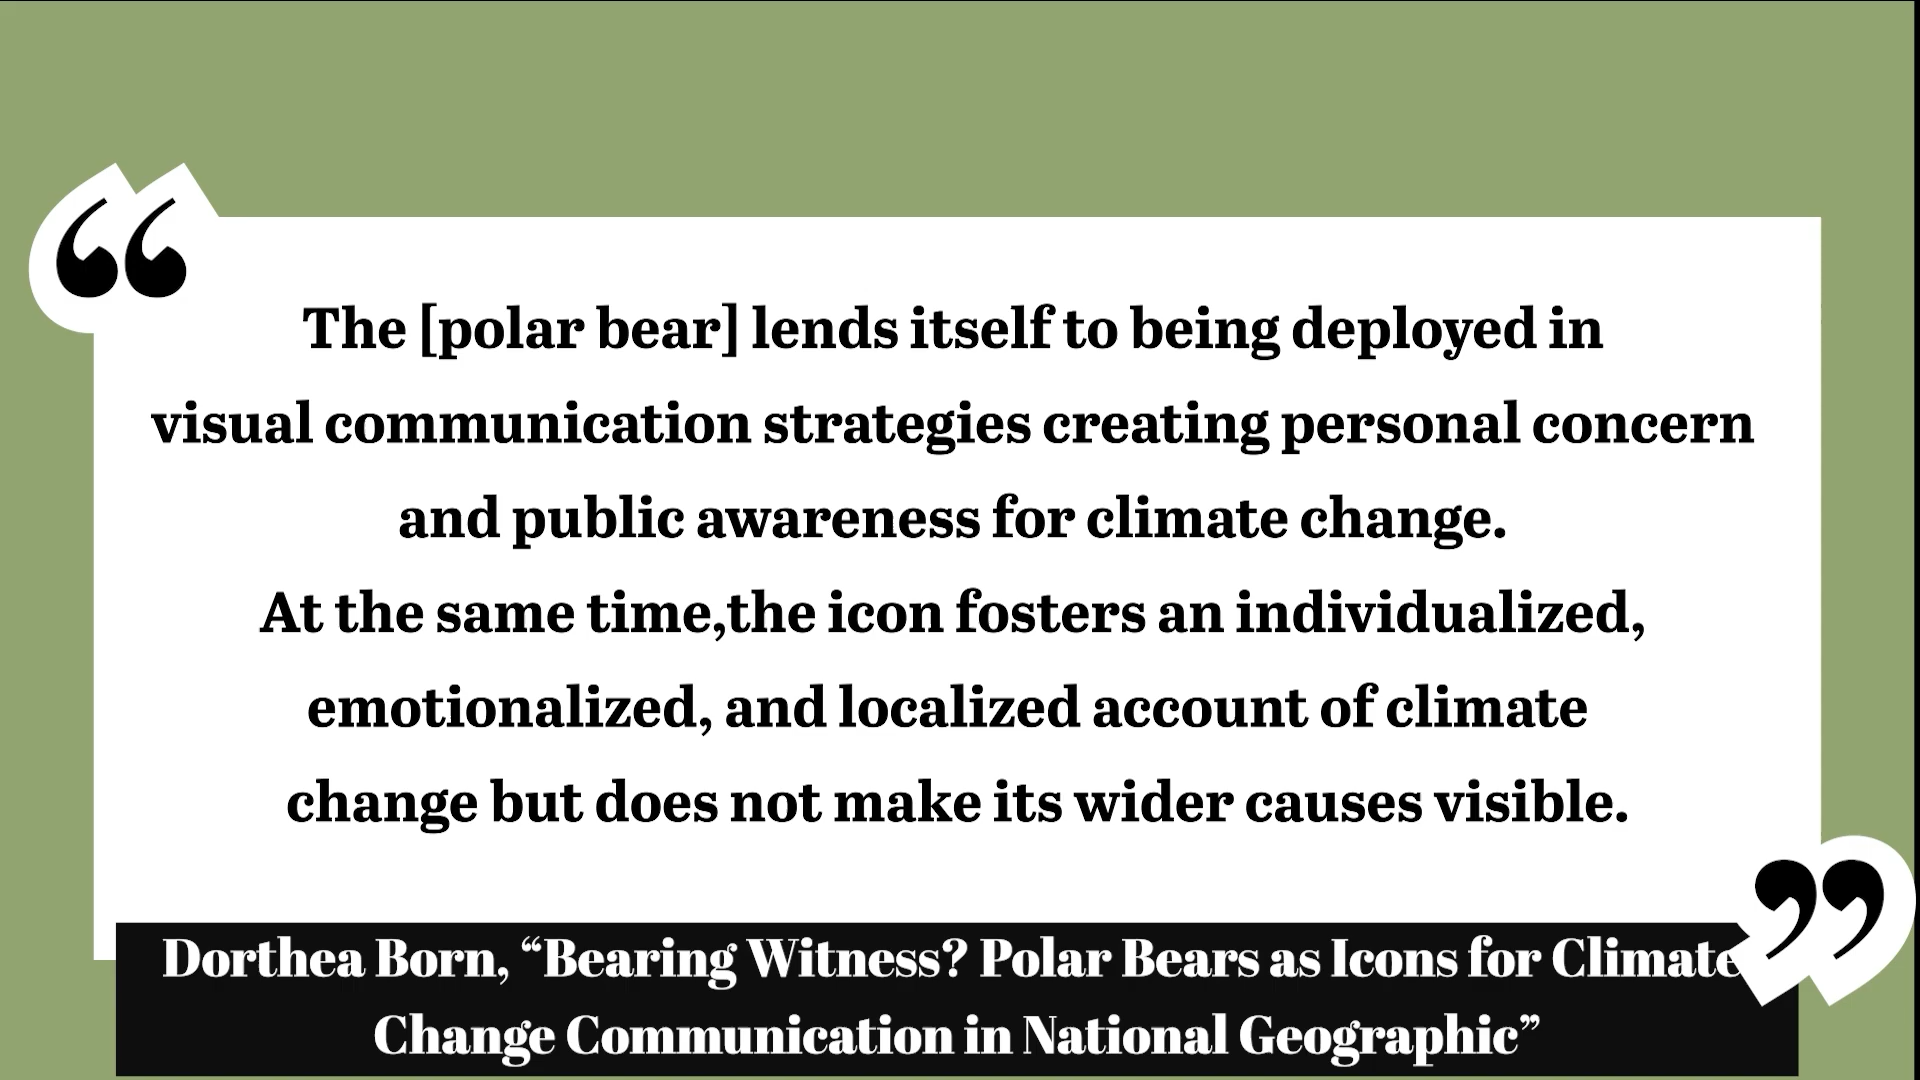 “
The [polar bear] lends itself to being deployed in
visual communication strategies creating personal concern
and public awareness for climate change.
At the same time,the icon fosters an individualized,
emotionalized, and localized account of climate
change but does not make its wider causes visible.
”
Dorthea Born, “Bearing Witness? Polar Bears as Icons for Climate
Change Communication in National Geographic”